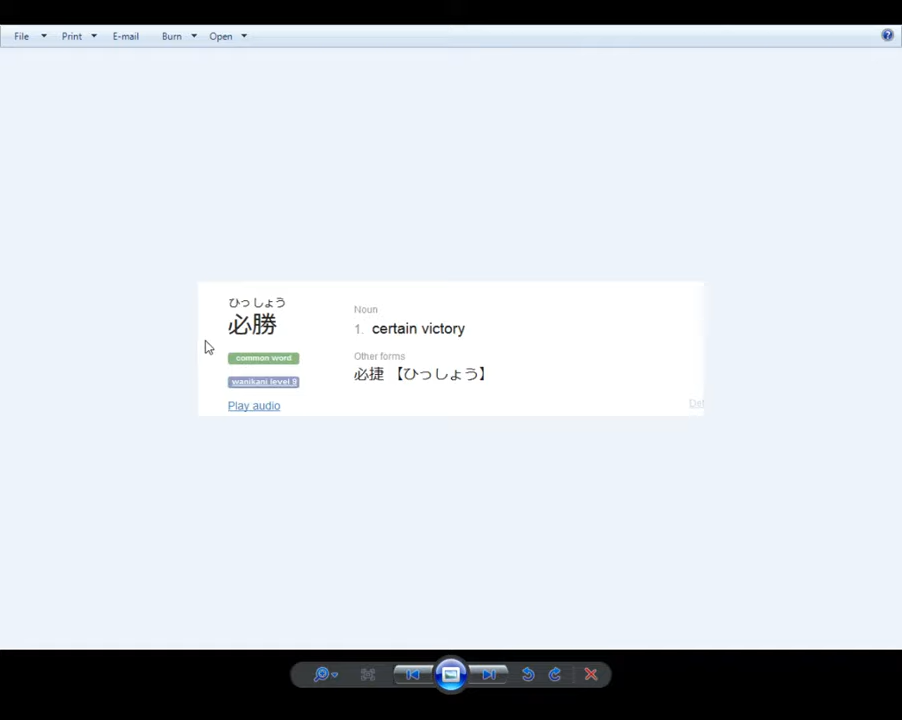 File Print E-mail Burn Open
ひっしょう
必勝
common word
wanikani level 9
Play audio
Noun
1. certain victory
Other forms
必捷 【ひっしょう】